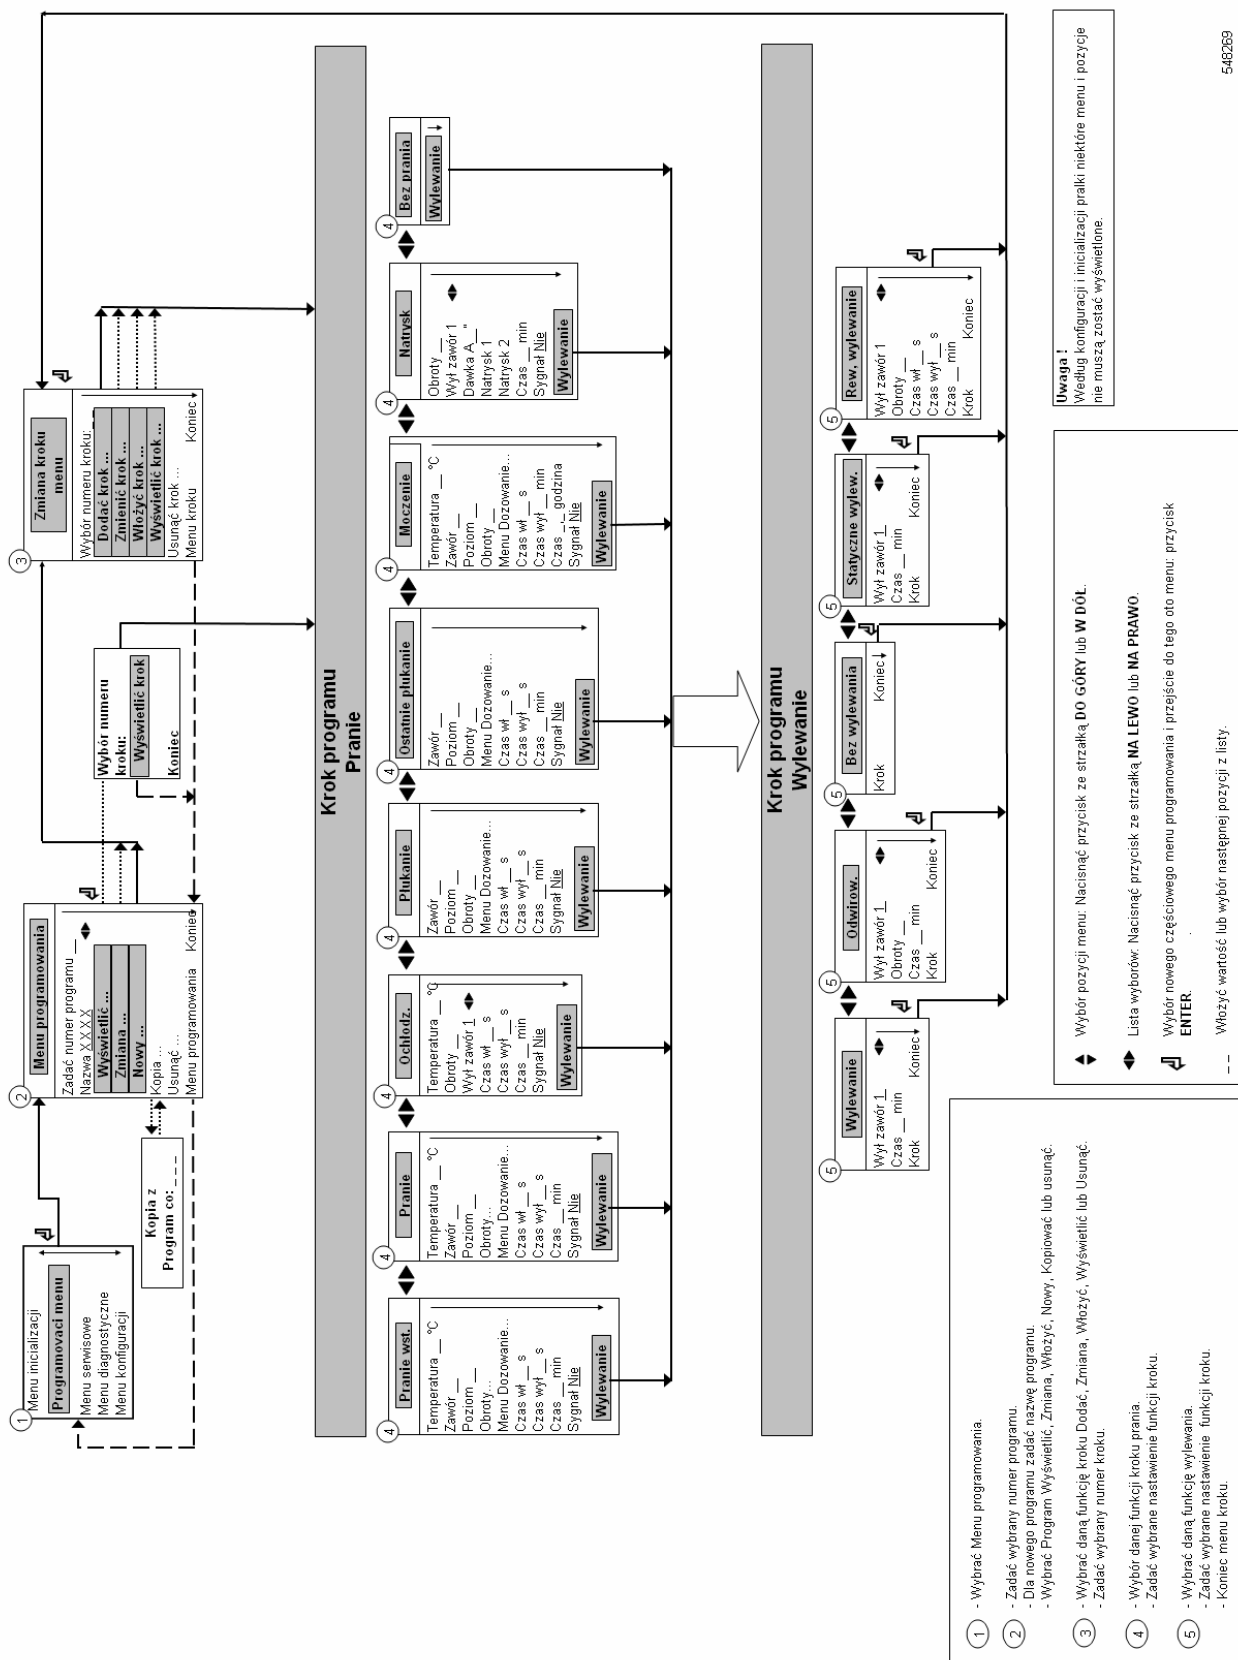 1
Menu inicializacji
Programovaci menu
Menu serwisowe
Menu diagnostyczne
Menu konfiguracji
2
Menu programowania
Zadać numer programu _
Nazwa XXXX
Wyświetlić ...
Zmiana ...
Nowy ...
Kopia ...
Usunąć ...
Menu programowania Koniec
Kopia z
Program co: _ _ _
Wybór numeru
kroku:
Wyświetlić krok
Koniec
3
Zmiana kroku
menu
Wybór numeru kroku: _ _
Dodać krok ...
Zmienić krok ...
Włożyć krok ...
Wyświetlić krok ...
Usunąć krok ...
Menu kroku Koniec
Krok programu
Pranie
4
Pranie wst.
Temperatura __ °C
Zawór __
Poziom __
Obroty...
Menu Dozowanie...
Czas wł __ s
Czas wył __ s
Czas __ min
Sygnał Nie
Wylewanie
4
Pranie
Temperatura __ °C
Zawór __
Poziom __
Obroty...
Menu Dozowanie...
Czas wł __ s
Czas wył __ s
Czas __ min
Sygnał Nie
Wylewanie
4
Ochłodz.
Temperatura __ °C
Obroty __
Wył zawór 1
Czas wł __ s
Czas wył __ s
Czas __ min
Sygnał Nie
Wylewanie
4
Płukanie
Zawór __
Poziom __
Obroty __
Menu Dozowanie...
Czas wł __ s
Czas wył __ s
Czas __ min
Sygnał Nie
Wylewanie
4
Ostatnie płukanie
Zawór __
Poziom __
Obroty __
Menu Dozowanie...
Czas wł __ s
Czas wył __ s
Czas __ min
Sygnał Nie
Wylewanie
4
Moczenie
Temperatura __ °C
Zawór __
Poziom __
Obroty __
Menu Dozowanie...
Czas wł __ s
Czas wył __ min
Czas _._ godzina
Sygnał Nie
Wylewanie
4
Natrysk
Obroty __
Wył zawór 1
Dawka A__"
Natrysk 1
Natrysk 2
Czas __ min
Sygnał Nie
Wylewanie
4
Bez prania
Wylewanie
Krok programu
Wylewanie
5
Wylewanie
Wył zawór 1
Czas __ min
Krok Koniec
5
Odwirow.
Wył zawór 1
Obroty __
Czas __ min
Krok Koniec
5
Bez wylewania
Krok Koniec
5
Statyczne wylew.
Wył zawór 1
Czas __ min
Krok Koniec
5
Rew, wylewanie
Wył zawór 1
Obroty __
Czas wł __ s
Czas wył __ s
Czas __ min
Krok Koniec
1 - Wybrać Menu programowania.
2 - Zadać wybrany numer programu.
- Dla nowego programu zadać nazwę programu.
- Wybrać Program Wyświetlić, Zmiana, Włożyć, Nowy, Kopiować lub usunąć.
3 - Wybrać daną funkcję kroku Dodać, Zmiana, Włożyć, Wyświetlić lub Usunąć.
- Zadać wybrany numer kroku.
4 - Wybór danej funkcji kroku prania.
- Zadać wybrane nastawienie funkcji kroku.
5 - Wybrać daną funkcję wylewania.
- Zadać wybrane nastawienie funkcji kroku.
- Koniec menu kroku.
Wybór pozycji menu: Nacisnąć przycisk ze strzałką DO GÓRY lub W DÓŁ.
Lista wyborów: Nacisnąć przycisk ze strzałką NA LEWO lub NA PRAWO.
Wybór nowego częściowego menu programowania i przejście do tego oto menu: przycisk
ENTER.
_ _ Włożyć wartość lub wybór następnej pozycji z listy.
Uwaga !
Według konfiguracji i inicializacji pralki niektóre menu i pozycje
nie muszą zostać wyświetlone.
548269